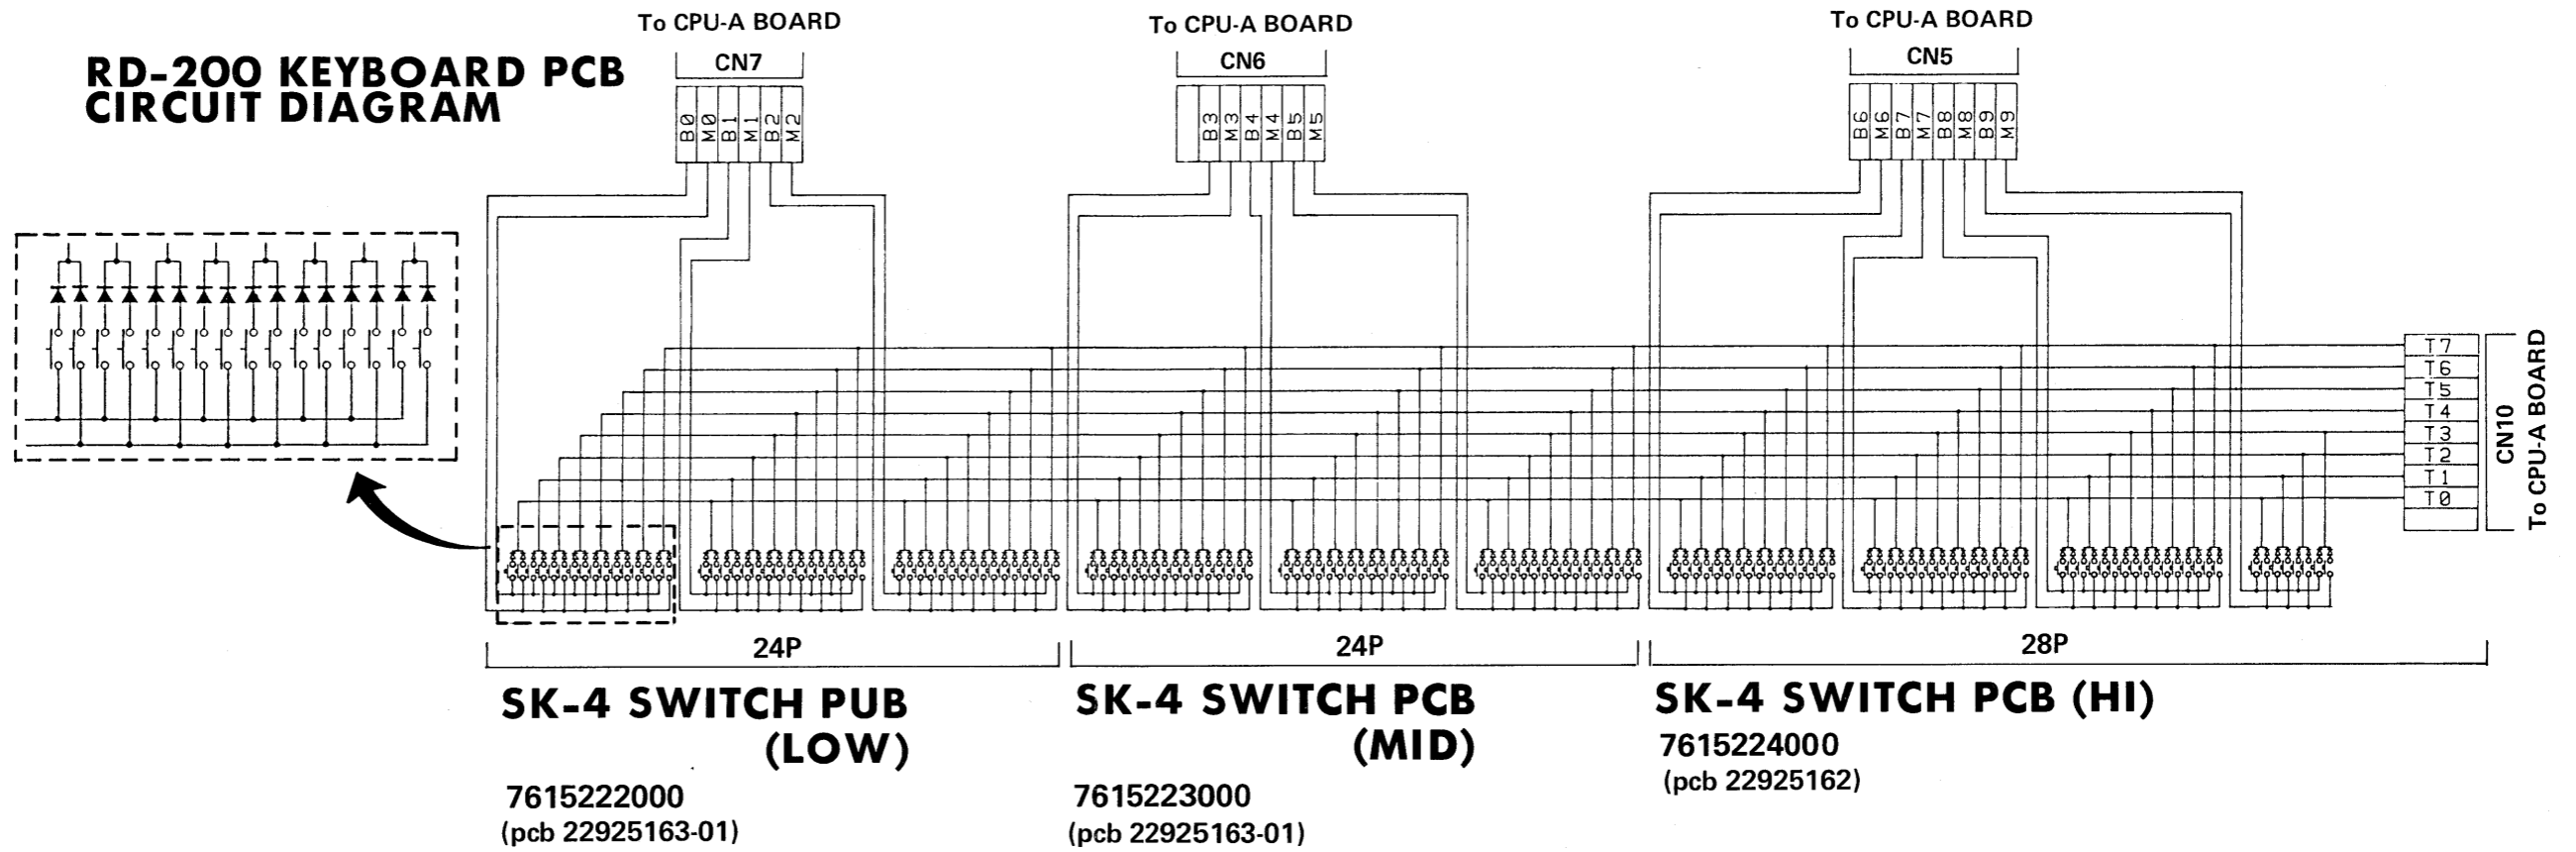 RD-200 KEYBOARD PCB
CIRCUIT DIAGRAM
To CPU-A BOARD
CN7
B0
M0
B1
M1
B2
M2
To CPU-A BOARD
CN6
B3
M3
B4
M4
B5
M5
To CPU-A BOARD
CN5
B6
M6
B7
M7
B8
M8
B9
M9
T7
T6
T5
T4
T3
T2
T1
T0
CN10
To CPU-A BOARD
24P
SK-4 SWITCH PUB
(LOW)
7615222000
(pcb 22925163-01)
24P
SK-4 SWITCH PCB
(MID)
7615223000
(pcb 22925163-01)
28P
SK-4 SWITCH PCB (HI)
7615224000
(pcb 22925162)